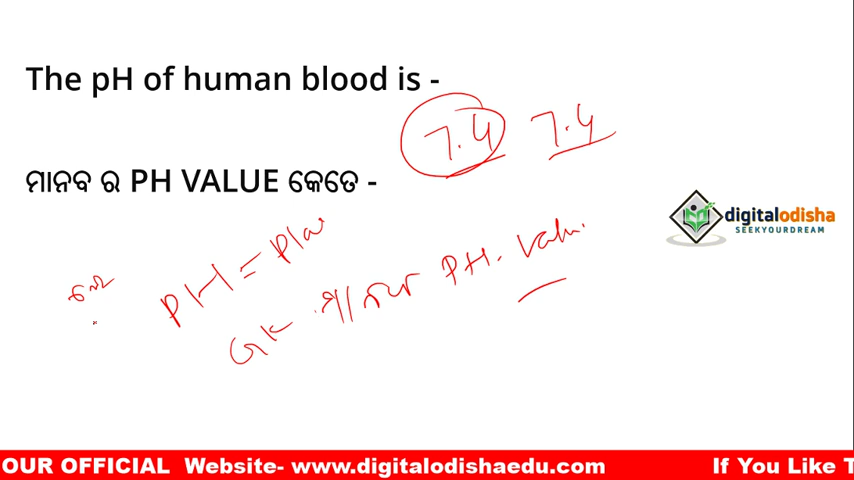 The pH of human blood is -
7.4 7.4
ମାନବ ର PH VALUE କେତେ -
digitalodisha
SEEKYOURDREAM
PH =
PH. Valu.
OUR OFFICIAL Website- www.digitalodishaedu.com If You Like T